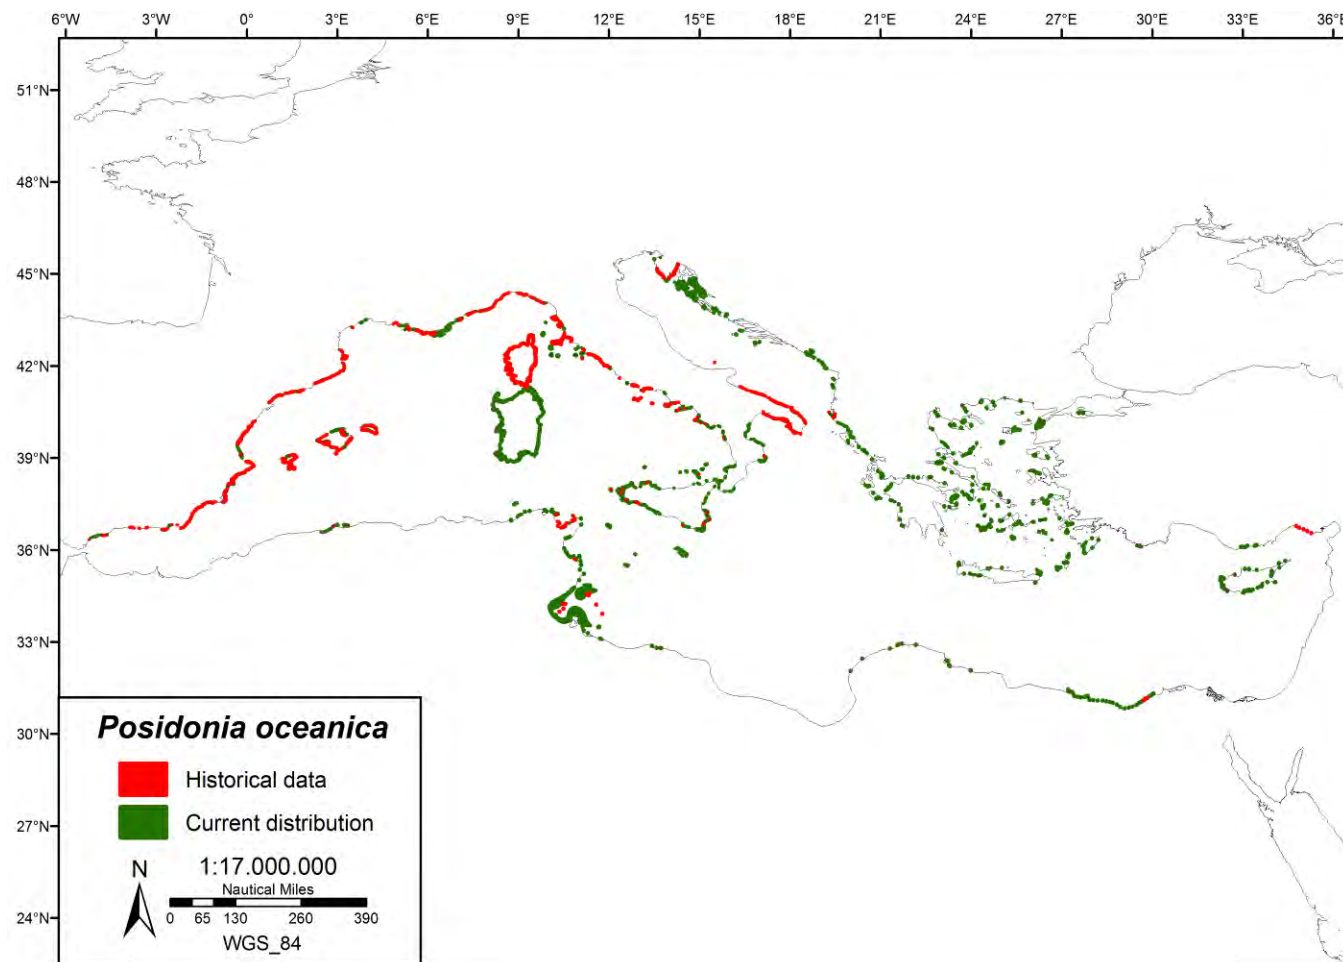 6°W 3°W 0° 3°E 6°E 9°E 12°E 15°E 18°E 21°E 24°E 27°E 30°E 33°E 36°E
51°N
48°N
45°N
42°N
39°N
36°N
33°N
30°N
27°N
24°N
Posidonia oceanica
Historical data
Current distribution
N
1:17.000.000
Nautical Miles
0 65 130 260 390
WGS_84